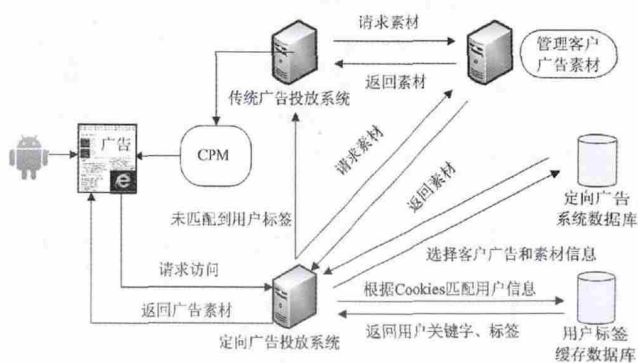 请求素材
管理客户
广告素材
返回素材
传统广告投放系统
广告
CPM
请求素材
返回素材
定向广告
系统数据库
未匹配到用户标签
选择客户广告和素材信息
请求访问
根据Cookies匹配用户信息
返回广告素材
返回用户关键字、标签
用户标签
缓存数据库
定向广告投放系统